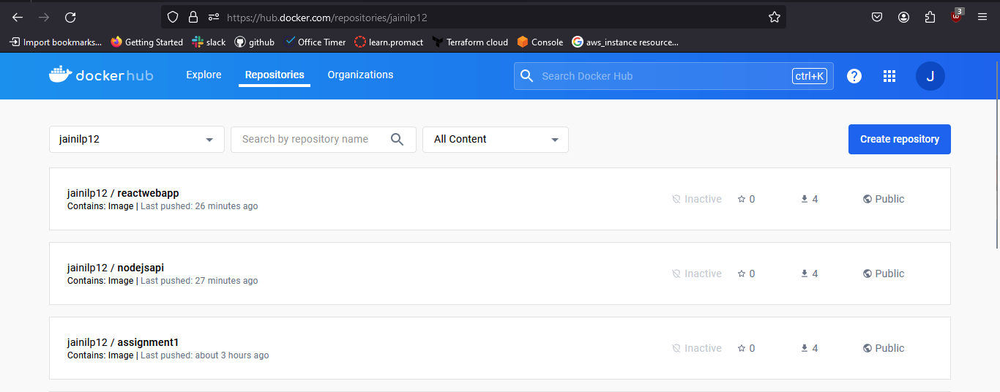 https://hub.docker.com/repositories/jainilp12
3
Import bookmarks... Getting Started slack github Office Timer learn.promact Terraform cloud Console aws_instance resource...
dockerhub Explore Repositories Organizations Search Docker Hub ctrl+K ? J
jainilp12 Search by repository name All Content Create repository
jainilp12 / reactwebapp
Contains: Image | Last pushed: 26 minutes ago
Inactive 0 4 Public
jainilp12 / nodejsapi
Contains: Image | Last pushed: 27 minutes ago
Inactive 0 4 Public
jainilp12 / assignment1
Contains: Image | Last pushed: about 3 hours ago
Inactive 0 4 Public